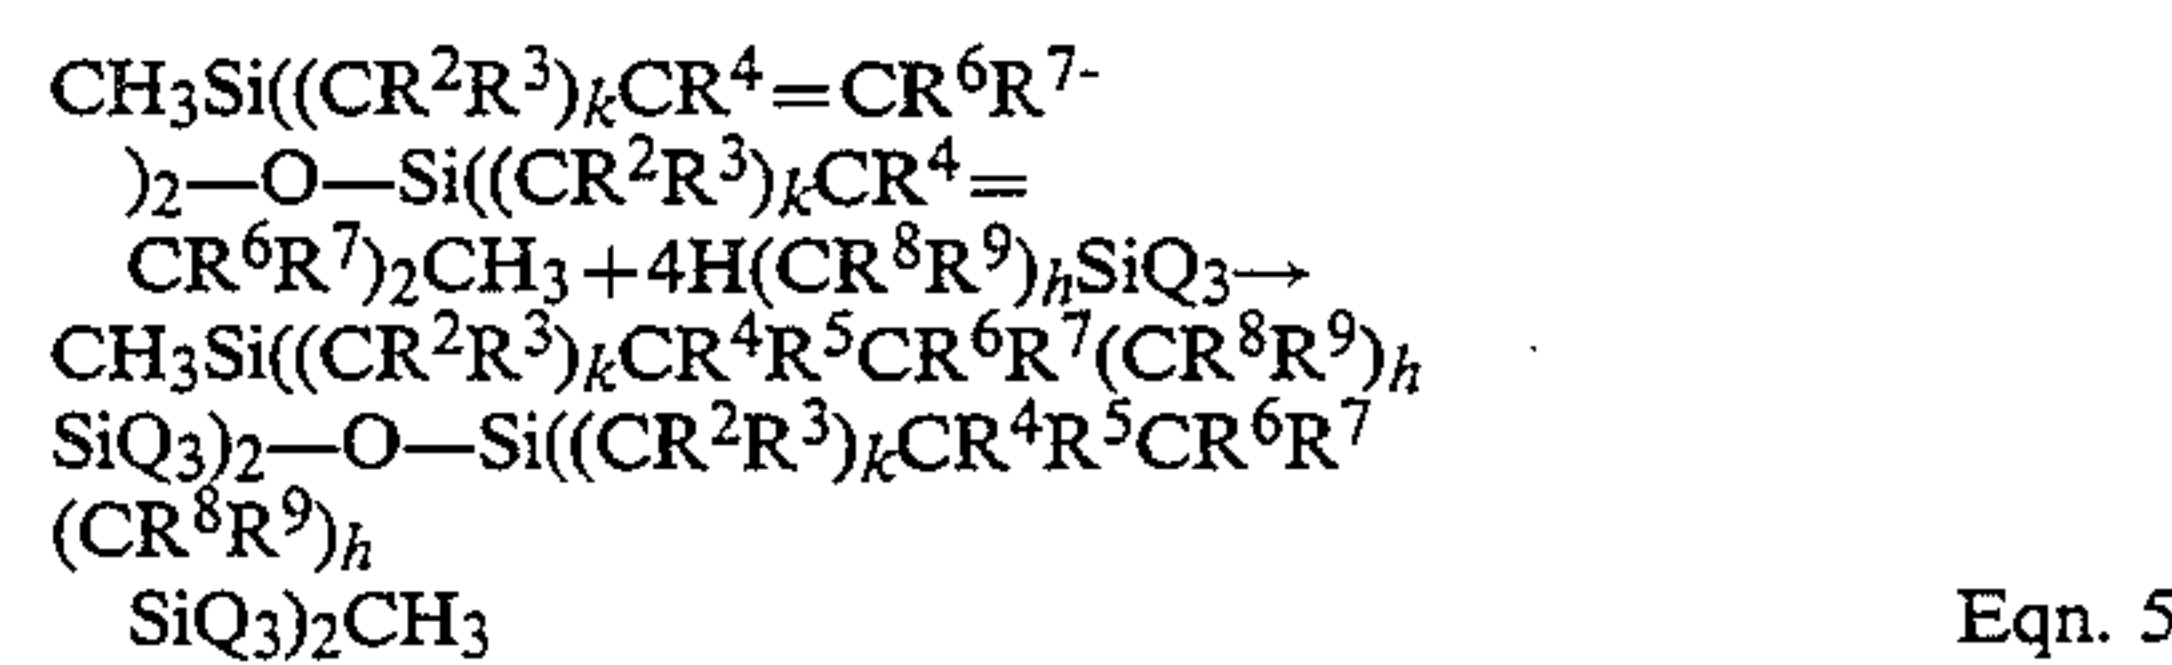 CH₃Si((CR²R³)ₖCR⁴=CR⁶R⁷-
)₂—O—Si((CR²R³)ₖCR⁴=
CR⁶R⁷)₂CH₃+4H(CR⁸R⁹)ₕSiQ₃→
CH₃Si((CR²R³)ₖCR⁴R⁵CR⁶R⁷(CR⁸R⁹)ₕ
SiQ₃)₂—O—Si((CR²R³)ₖCR⁴R⁵CR⁶R⁷
(CR⁸R⁹)ₕ
SiQ₃)₂CH₃ Eqn. 5